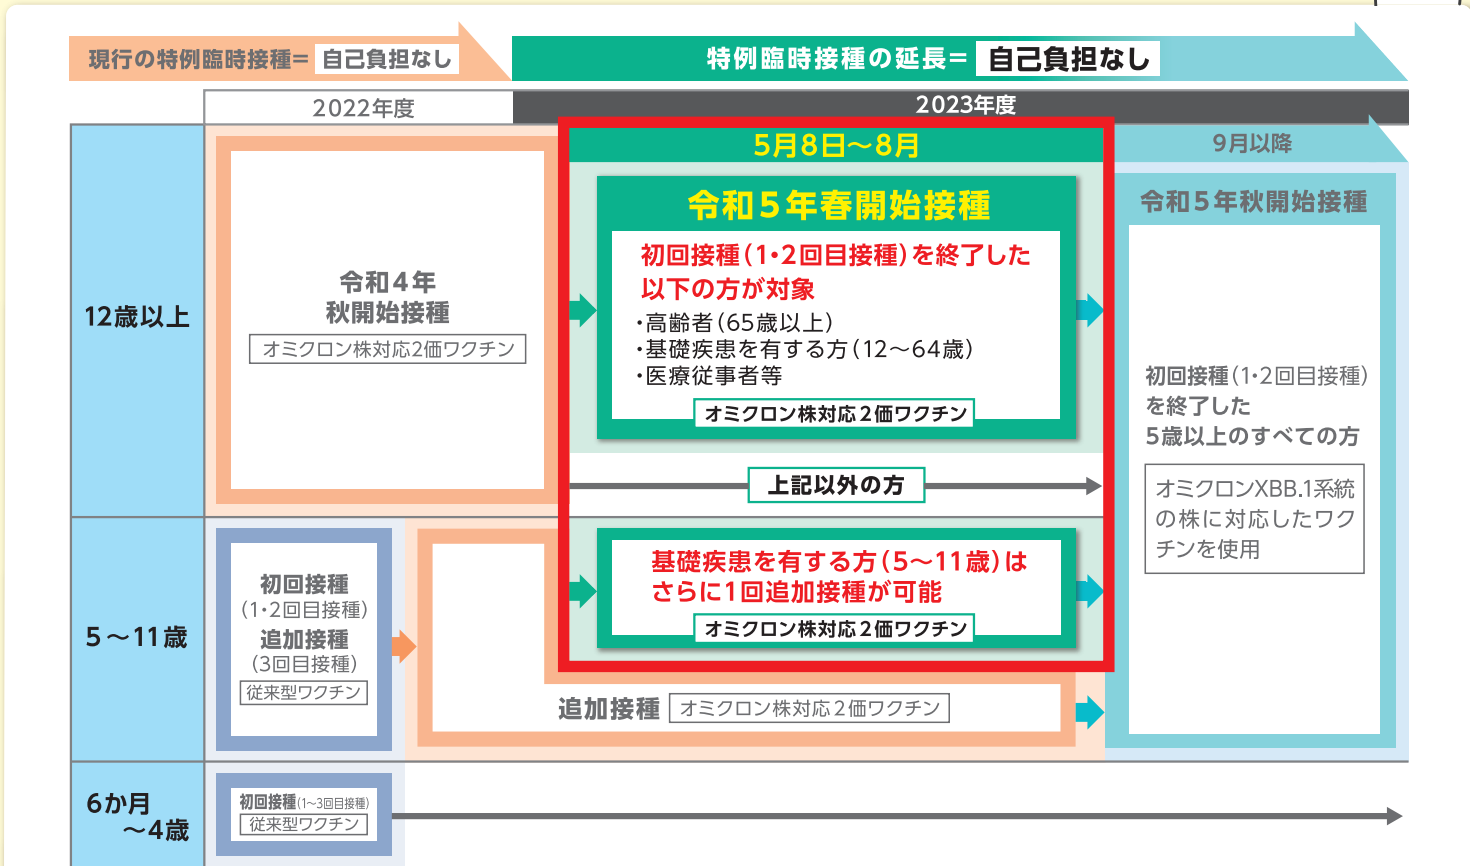 現行の特例臨時接種= 自己負担なし
特例臨時接種の延長= 自己負担なし
2022年度
2023年度
5月8日〜8月
9月以降
12歳以上
令和4年
秋開始接種
オミクロン株対応2価ワクチン
令和5年春開始接種
初回接種(1・2回目接種)を終了した
以下の方が対象
・高齢者(65歳以上)
・基礎疾患を有する方(12〜64歳)
・医療従事者等
オミクロン株対応2価ワクチン
上記以外の方
令和5年秋開始接種
初回接種(1・2回目接種)
を終了した
5歳以上のすべての方
オミクロンXBB.1系統
の株に対応したワク
チンを使用
5〜11歳
初回接種
(1・2回目接種)
追加接種
(3回目接種)
従来型ワクチン
基礎疾患を有する方(5〜11歳)は
さらに1回追加接種が可能
オミクロン株対応2価ワクチン
追加接種 オミクロン株対応2価ワクチン
6か月
〜4歳
初回接種(1〜3回目接種)
従来型ワクチン